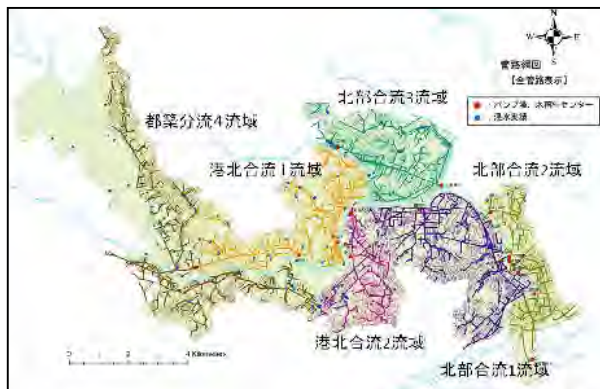 N
W E
S
管路網図
【全管路表示】
ポンプ場、水再生センター
浸水実績
北部合流3流域
都築分流4流域
港北合流1流域
北部合流2流域
港北合流2流域
北部合流1流域
0 2 4 Kilometers